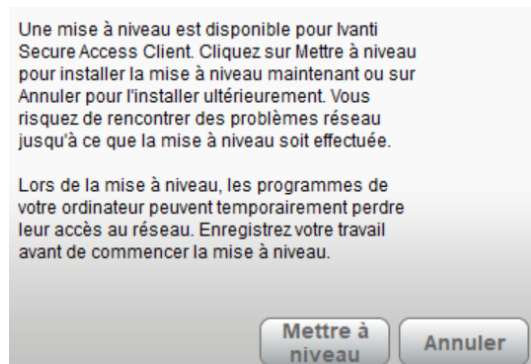 Une mise à niveau est disponible pour Ivanti
Secure Access Client. Cliquez sur Mettre à niveau
pour installer la mise à niveau maintenant ou sur
Annuler pour l'installer ultérieurement. Vous
risquez de rencontrer des problèmes réseau
jusqu'à ce que la mise à niveau soit effectuée.
Lors de la mise à niveau, les programmes de
votre ordinateur peuvent temporairement perdre
leur accès au réseau. Enregistrez votre travail
avant de commencer la mise à niveau.
Mettre à
niveau
Annuler